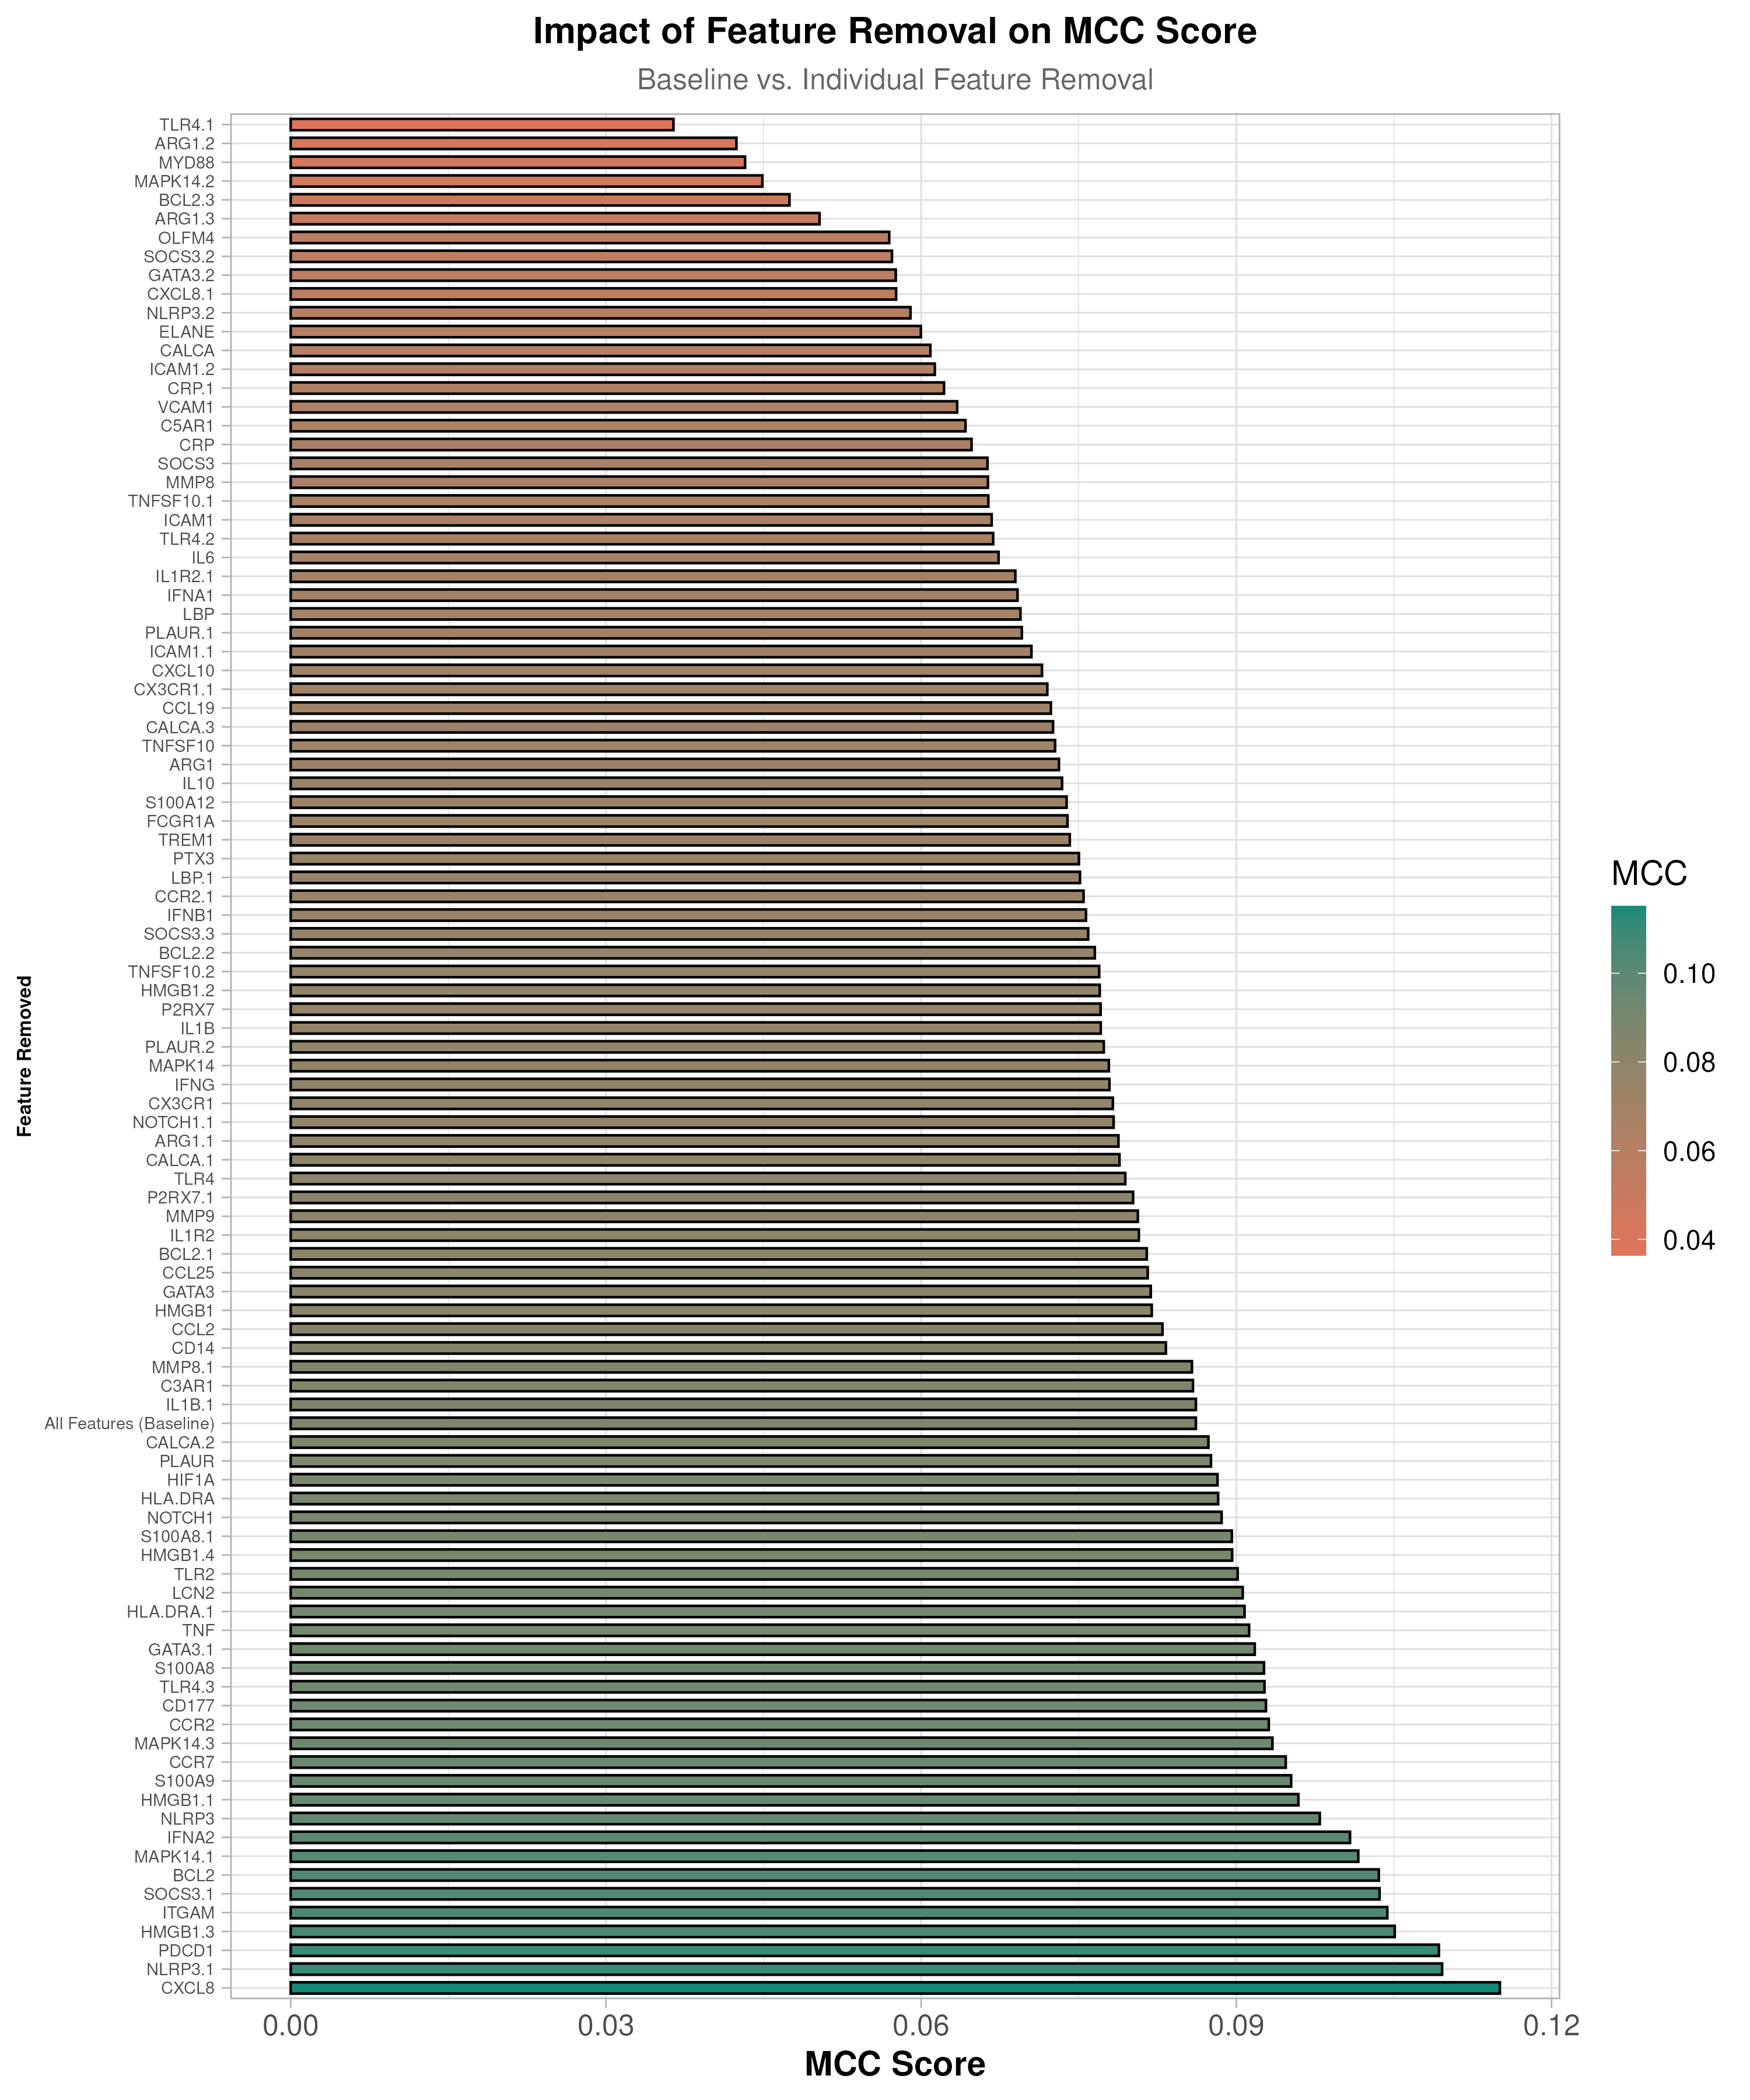 Impact of Feature Removal on MCC Score
Baseline vs. Individual Feature Removal
TLR4.1
ARG1.2
MYD88
MAPK14.2
BCL2.3
ARG1.3
OLFM4
SOCS3.2
GATA3.2
CXCL8.1
NLRP3.2
ELANE
CALCA
ICAM1.2
CRP.1
VCAM1
C5AR1
CRP
SOCS3
MMP8
TNFSF10.1
ICAM1
TLR4.2
IL6
IL1R2.1
IFNA1
LBP
PLAUR.1
ICAM1.1
CXCL10
CX3CR1.1
CCL19
CALCA.3
TNFSF10
ARG1
IL10
S100A12
FCGR1A
TREM1
PTX3
LBP.1
CCR2.1
IFNB1
SOCS3.3
BCL2.2
TNFSF10.2
HMGB1.2
P2RX7
IL1B
PLAUR.2
MAPK14
IFNG
CX3CR1
NOTCH1.1
ARG1.1
CALCA.1
TLR4
P2RX7.1
MMP9
IL1R2
BCL2.1
CCL25
GATA3
HMGB1
CCL2
CD14
MMP8.1
C3AR1
IL1B.1
All Features (Baseline)
CALCA.2
PLAUR
HIF1A
HLA.DRA
NOTCH1
S100A8.1
HMGB1.4
TLR2
LCN2
HLA.DRA.1
TNF
GATA3.1
S100A8
TLR4.3
CD177
CCR2
MAPK14.3
CCR7
S100A9
HMGB1.1
NLRP3
IFNA2
MAPK14.1
BCL2
SOCS3.1
ITGAM
HMGB1.3
PDCD1
NLRP3.1
CXCL8
Feature Removed
0.00 0.03 0.06 0.09 0.12
MCC Score
MCC
0.10
0.08
0.06
0.04